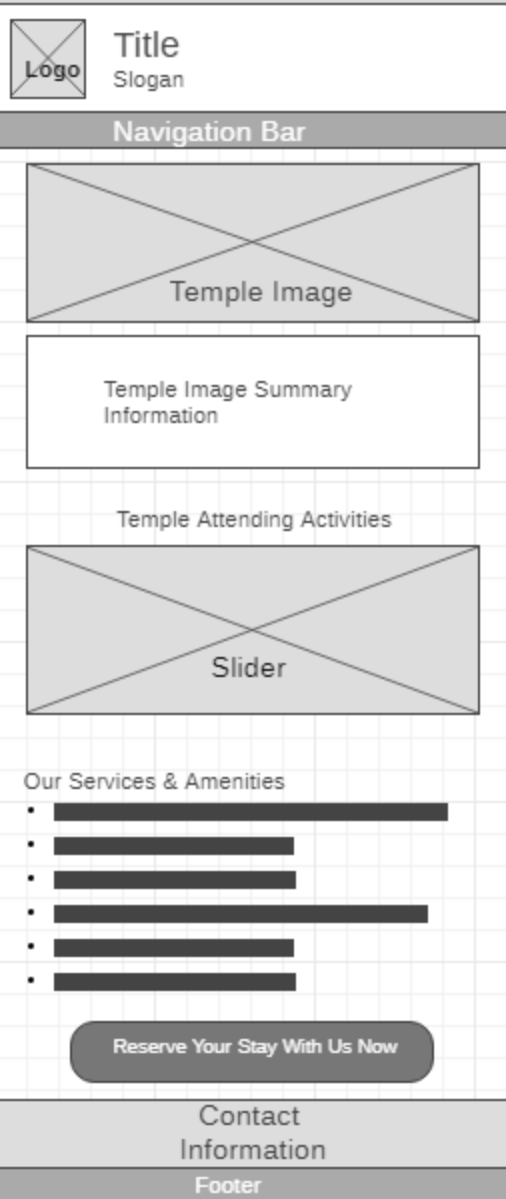 Logo
Title
Slogan
Navigation Bar
Temple Image
Temple Image Summary
Information
Temple Attending Activities
Slider
Our Services & Amenities
Reserve Your Stay With Us Now
Contact
Information
Footer